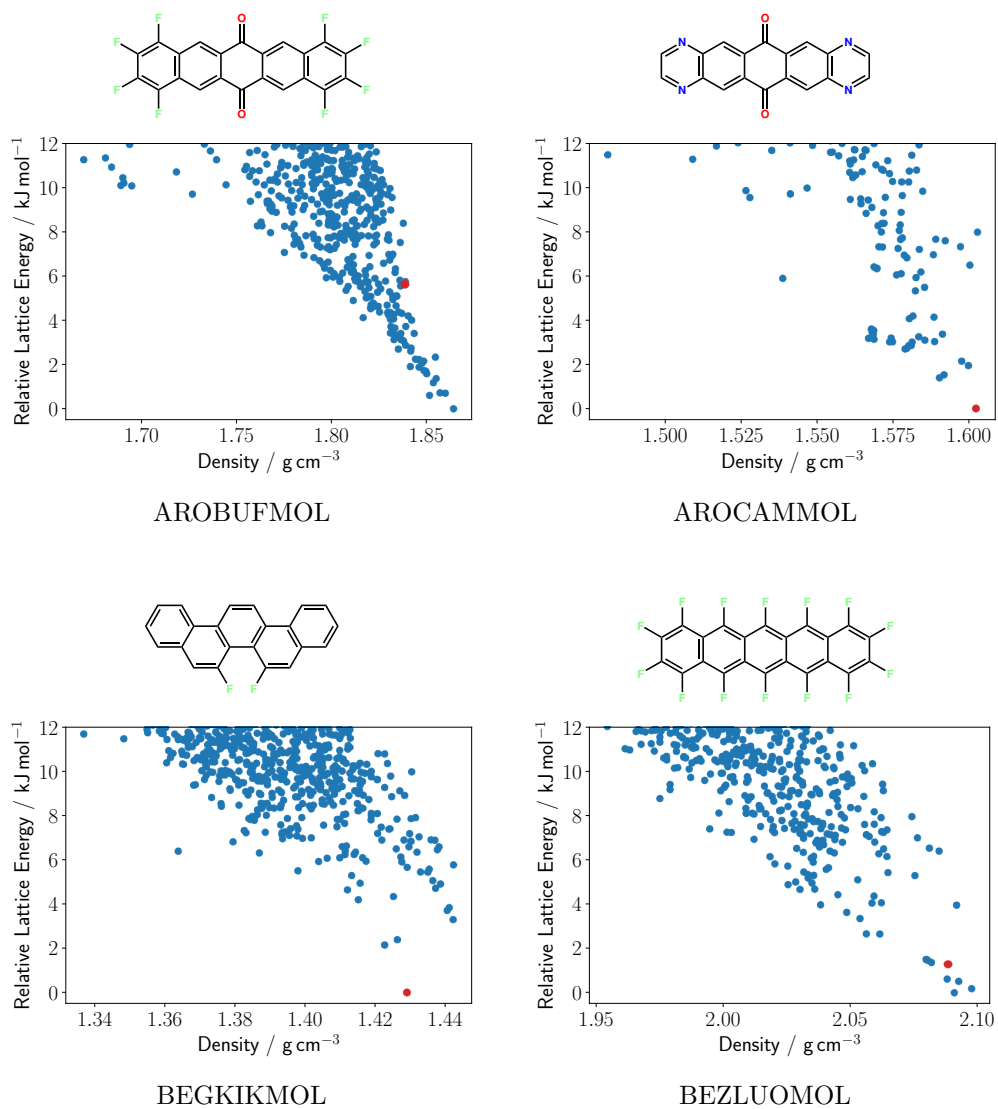 F F O F F
F F O F F
N O N
N O N
12
10
8
6
4
2
0
Relative Lattice Energy / kJ mol⁻¹
1.70 1.75 1.80 1.85
Density / g cm⁻³
AROBUFMOL
12
10
8
6
4
2
0
Relative Lattice Energy / kJ mol⁻¹
1.500 1.525 1.550 1.575 1.600
Density / g cm⁻³
AROCAMMOL
F F
F F F F F
F F
F F
F F F F F
12
10
8
6
4
2
0
Relative Lattice Energy / kJ mol⁻¹
1.34 1.36 1.38 1.40 1.42 1.44
Density / g cm⁻³
BEGKIKMOL
12
10
8
6
4
2
0
Relative Lattice Energy / kJ mol⁻¹
1.95 2.00 2.05 2.10
Density / g cm⁻³
BEZLUOMOL